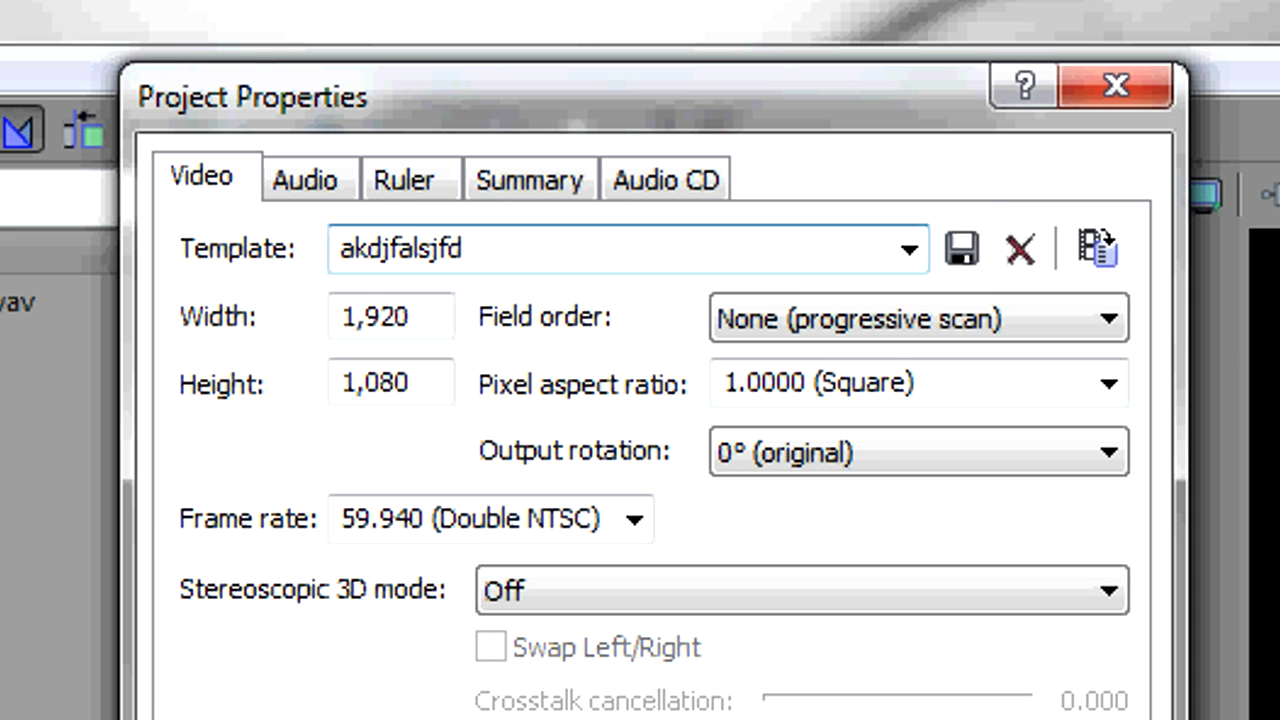 Project Properties
?
Video Audio Ruler Summary Audio CD
Template: akdjfalsjfd
Width: 1,920 Field order: None (progressive scan)
Height: 1,080 Pixel aspect ratio: 1.0000 (Square)
Output rotation: 0° (original)
Frame rate: 59.940 (Double NTSC)
Stereoscopic 3D mode: Off
Swap Left/Right
Crosstalk cancellation: 0.000